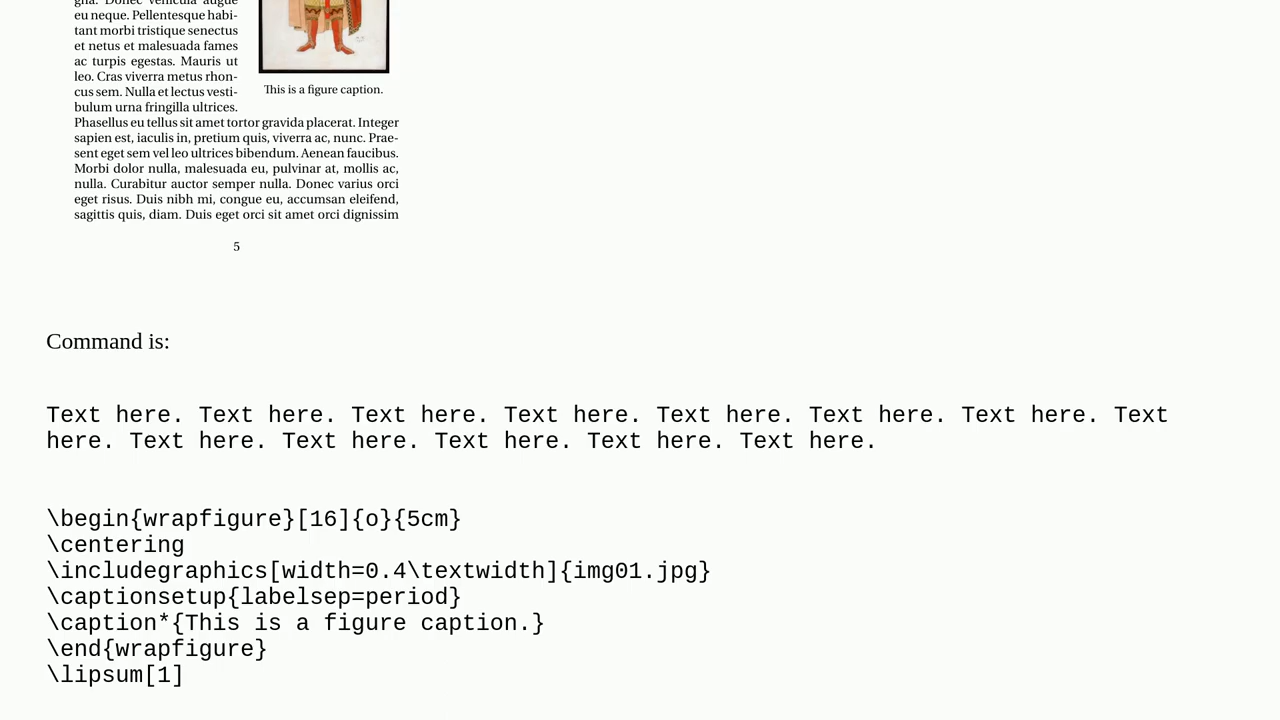 gna. Donec vehicula augue
eu neque. Pellentesque habi-
tant morbi tristique senectus
et netus et malesuada fames
ac turpis egestas. Mauris ut
leo. Cras viverra metus rhon-
cus sem. Nulla et lectus vesti-
bulum urna fringilla ultrices.
This is a figure caption.
Phasellus eu tellus sit amet tortor gravida placerat. Integer
sapien est, iaculis in, pretium quis, viverra ac, nunc. Prae-
sent eget sem vel leo ultrices bibendum. Aenean faucibus.
Morbi dolor nulla, malesuada eu, pulvinar at, mollis ac,
nulla. Curabitur auctor semper nulla. Donec varius orci
eget risus. Duis nibh mi, congue eu, accumsan eleifend,
sagittis quis, diam. Duis eget orci sit amet orci dignissim
5
Command is:
Text here. Text here. Text here. Text here. Text here. Text here. Text here. Text
here. Text here. Text here. Text here. Text here. Text here.
\begin{wrapfigure}[16]{o}{5cm}
\centering
\includegraphics[width=0.4\textwidth]{img01.jpg}
\captionsetup{labelsep=period}
\caption*{This is a figure caption.}
\end{wrapfigure}
\lipsum[1]